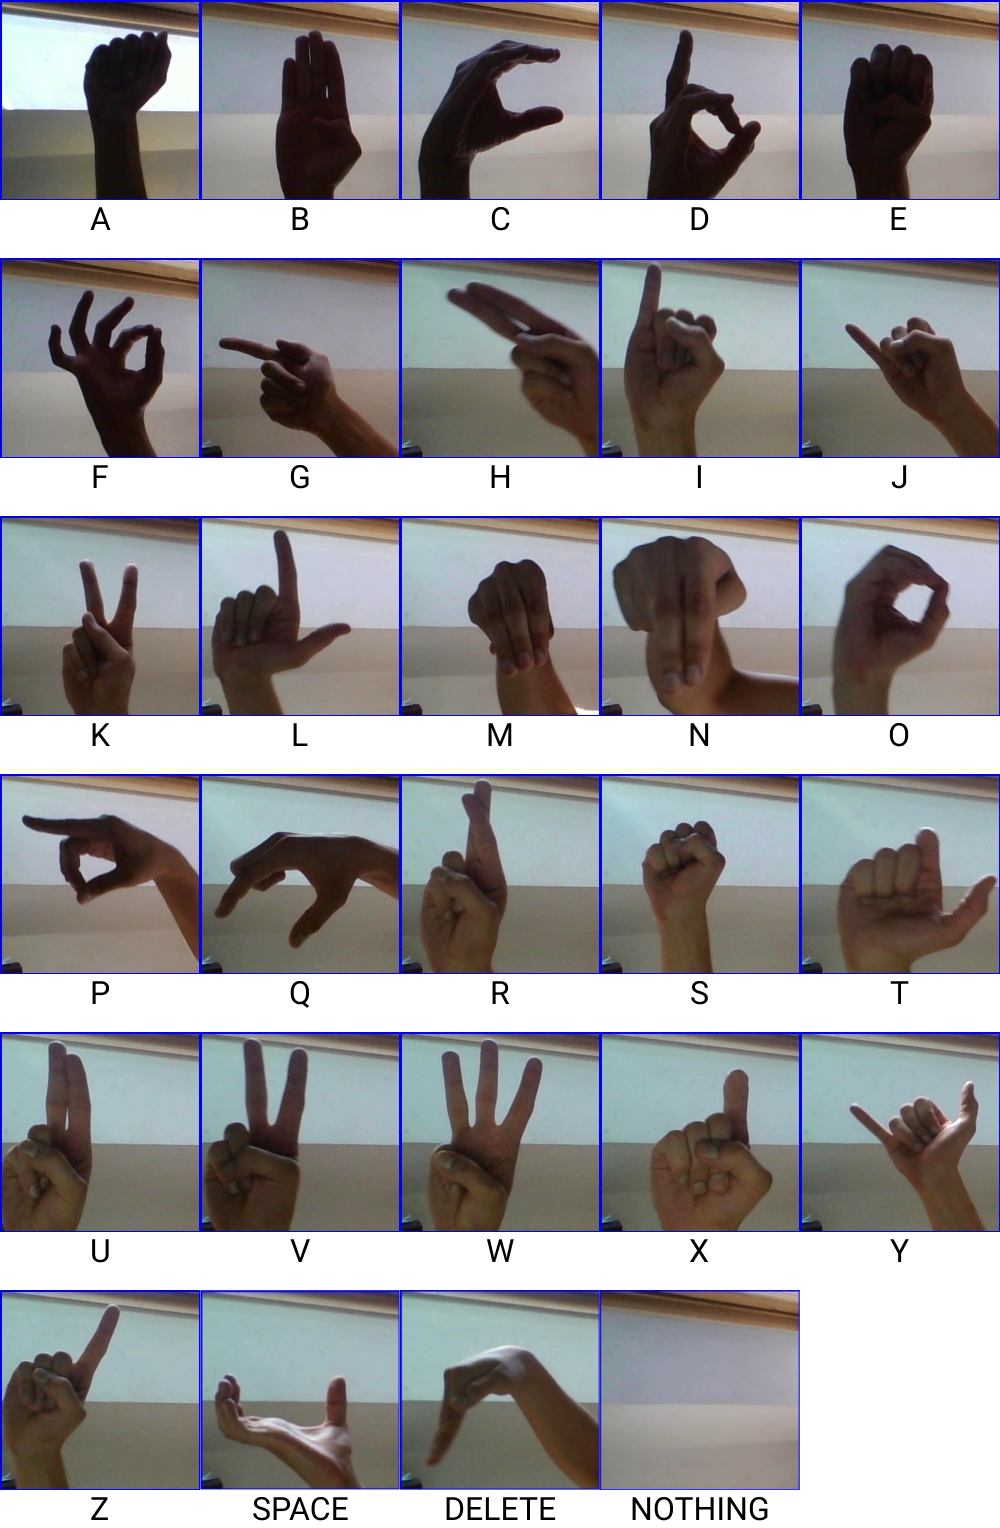 A B C D E
F G H I J
K L M N O
P Q R S T
U V W X Y
Z SPACE DELETE NOTHING